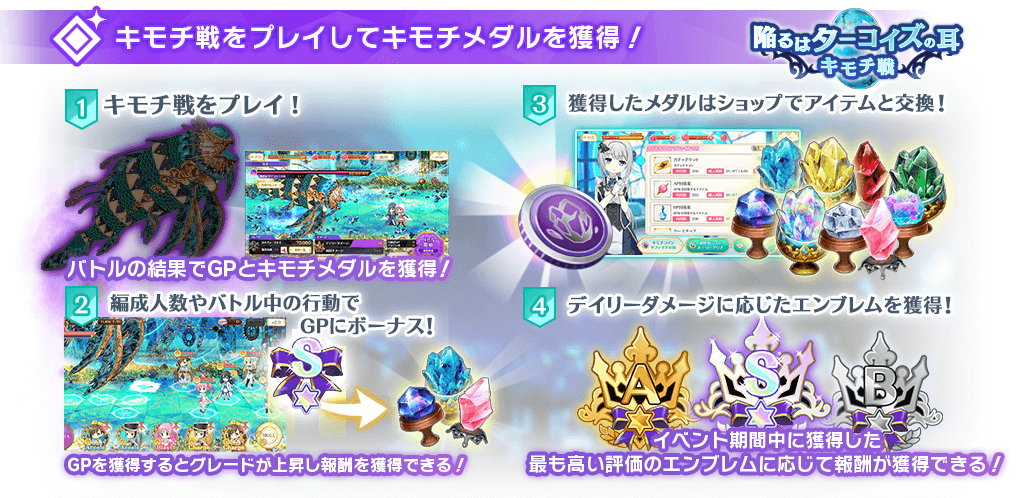 キモチ戦をプレイしてキモチメダルを獲得！
陥るはターコイズの耳
キモチ戦
1 キモチ戦をプレイ！
バトルの結果でGPとキモチメダルを獲得！
2 編成人数やバトル中の行動で
GPにボーナス！
S
GPを獲得するとグレードが上昇し報酬を獲得できる！
3 獲得したメダルはショップでアイテムと交換！
ガチャチケット
4 デイリーダメージに応じたエンブレムを獲得！
A S B
イベント期間中に獲得した
最も高い評価のエンブレムに応じて報酬が獲得できる！